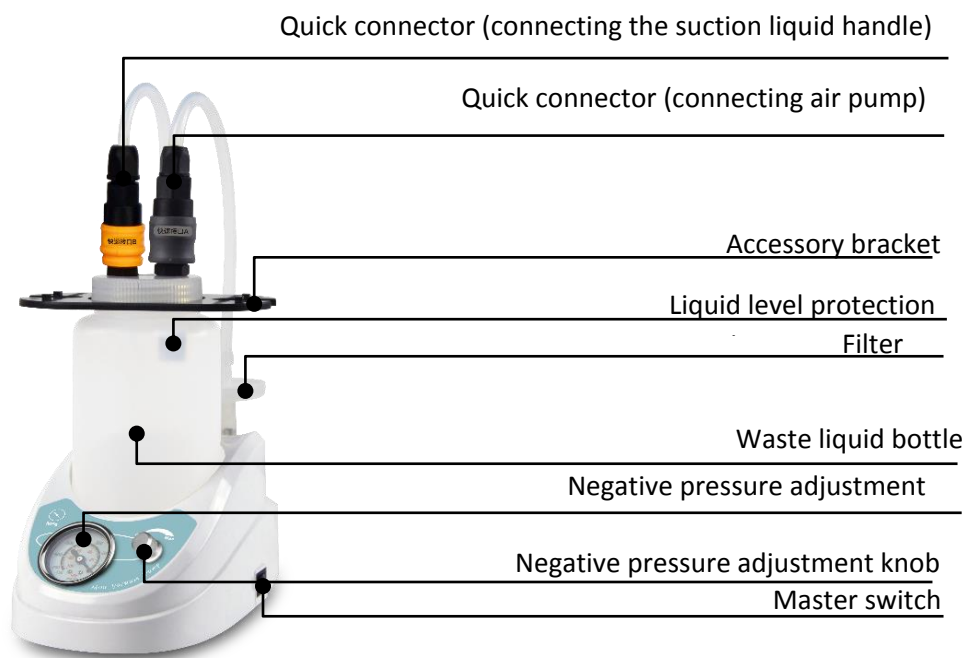 Quick connector (connecting the suction liquid handle)
Quick connector (connecting air pump)
Accessory bracket
Liquid level protection
Filter
Waste liquid bottle
Negative pressure adjustment
Negative pressure adjustment knob
Master switch